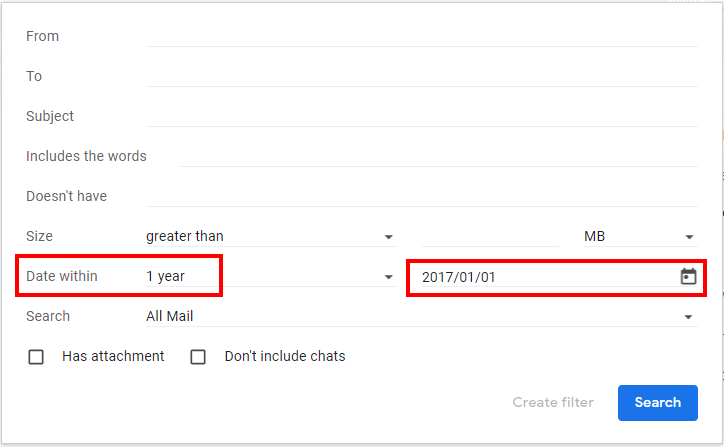 From
To
Subject
Includes the words
Doesn't have
Size greater than MB
Date within 1 year 2017/01/01
Search All Mail
Has attachment Don't include chats
Create filter Search